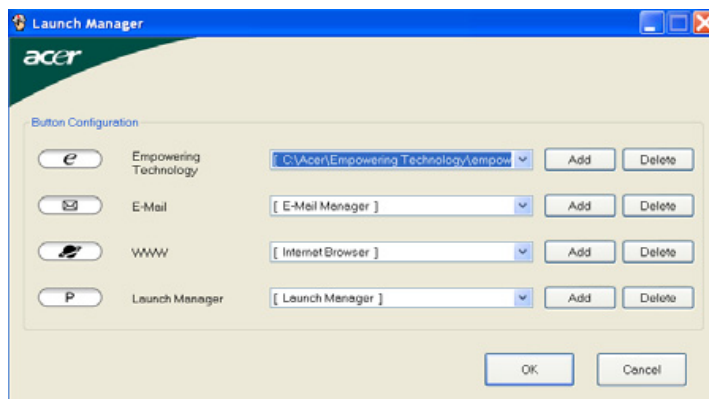 Launch Manager
acer
Button Configuration
e Empowering Technology [ C:\Acer\Empowering Technology\empow Add Delete
E-Mail [ E-Mail Manager ] Add Delete
WWW [ Internet Browser ] Add Delete
P Launch Manager [ Launch Manager ] Add Delete
OK Cancel